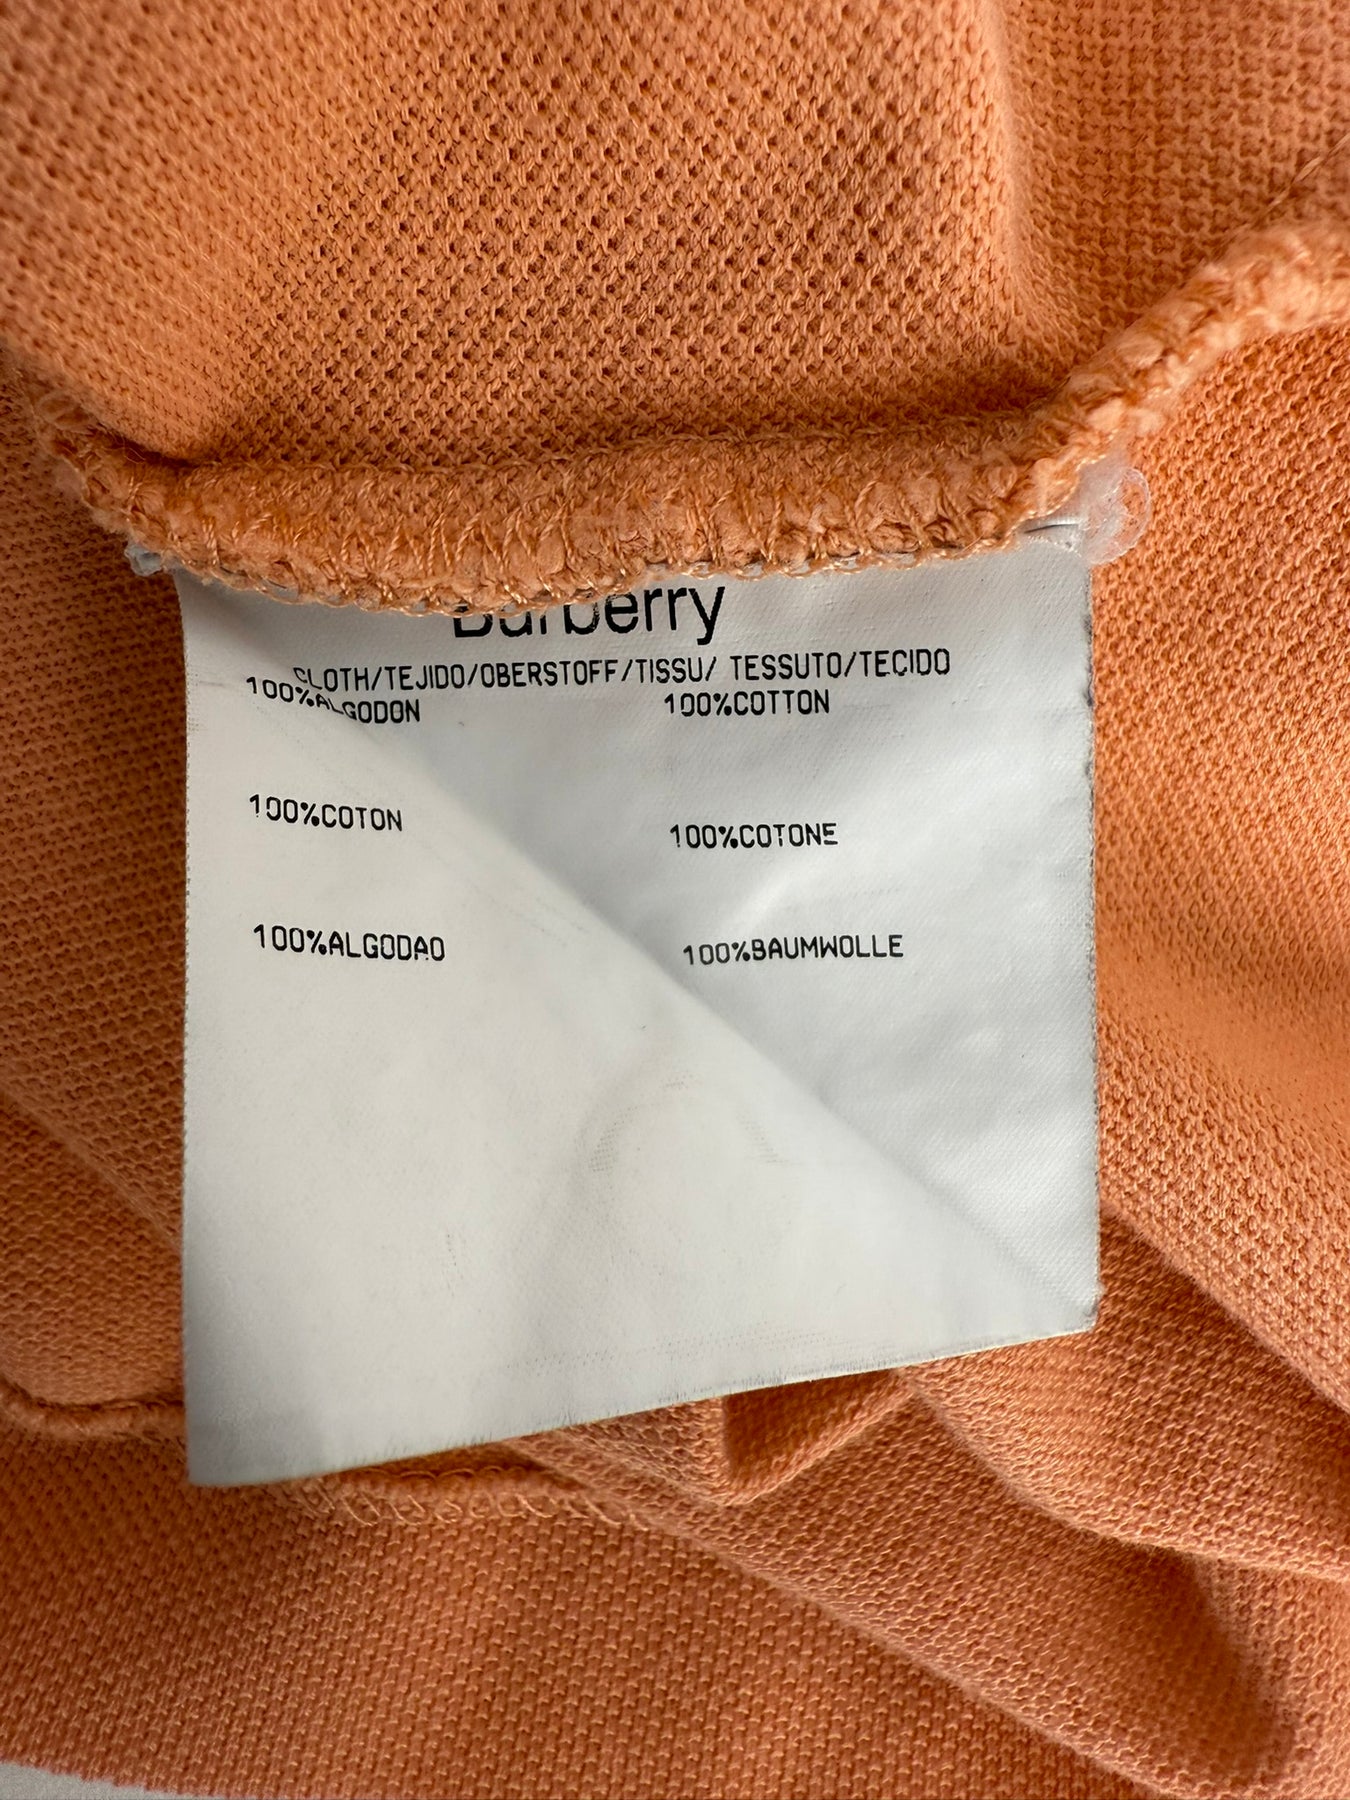 Burberry
CLOTH/TEJIDO/OBERSTOFF/TISSU/ TESSUTO/TECIDO
100%ALGODON 100%COTTON
100%COTON 100%COTONE
100%ALGODAO 100%BAUMWOLLE